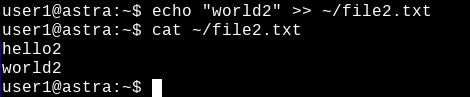 user1@astra:~$ echo "world2" >> ~/file2.txt
user1@astra:~$ cat ~/file2.txt
hello2
world2
user1@astra:~$